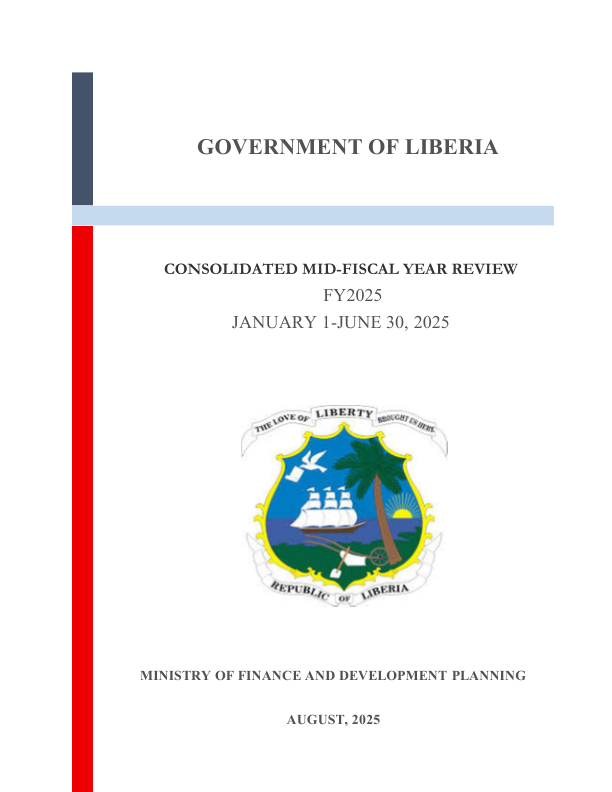 GOVERNMENT OF LIBERIA
CONSOLIDATED MID-FISCAL YEAR REVIEW
FY2025
JANUARY 1-JUNE 30, 2025
THE LOVE OF LIBERTY BROUGHT US HERE
REPUBLIC OF LIBERIA
MINISTRY OF FINANCE AND DEVELOPMENT PLANNING
AUGUST, 2025